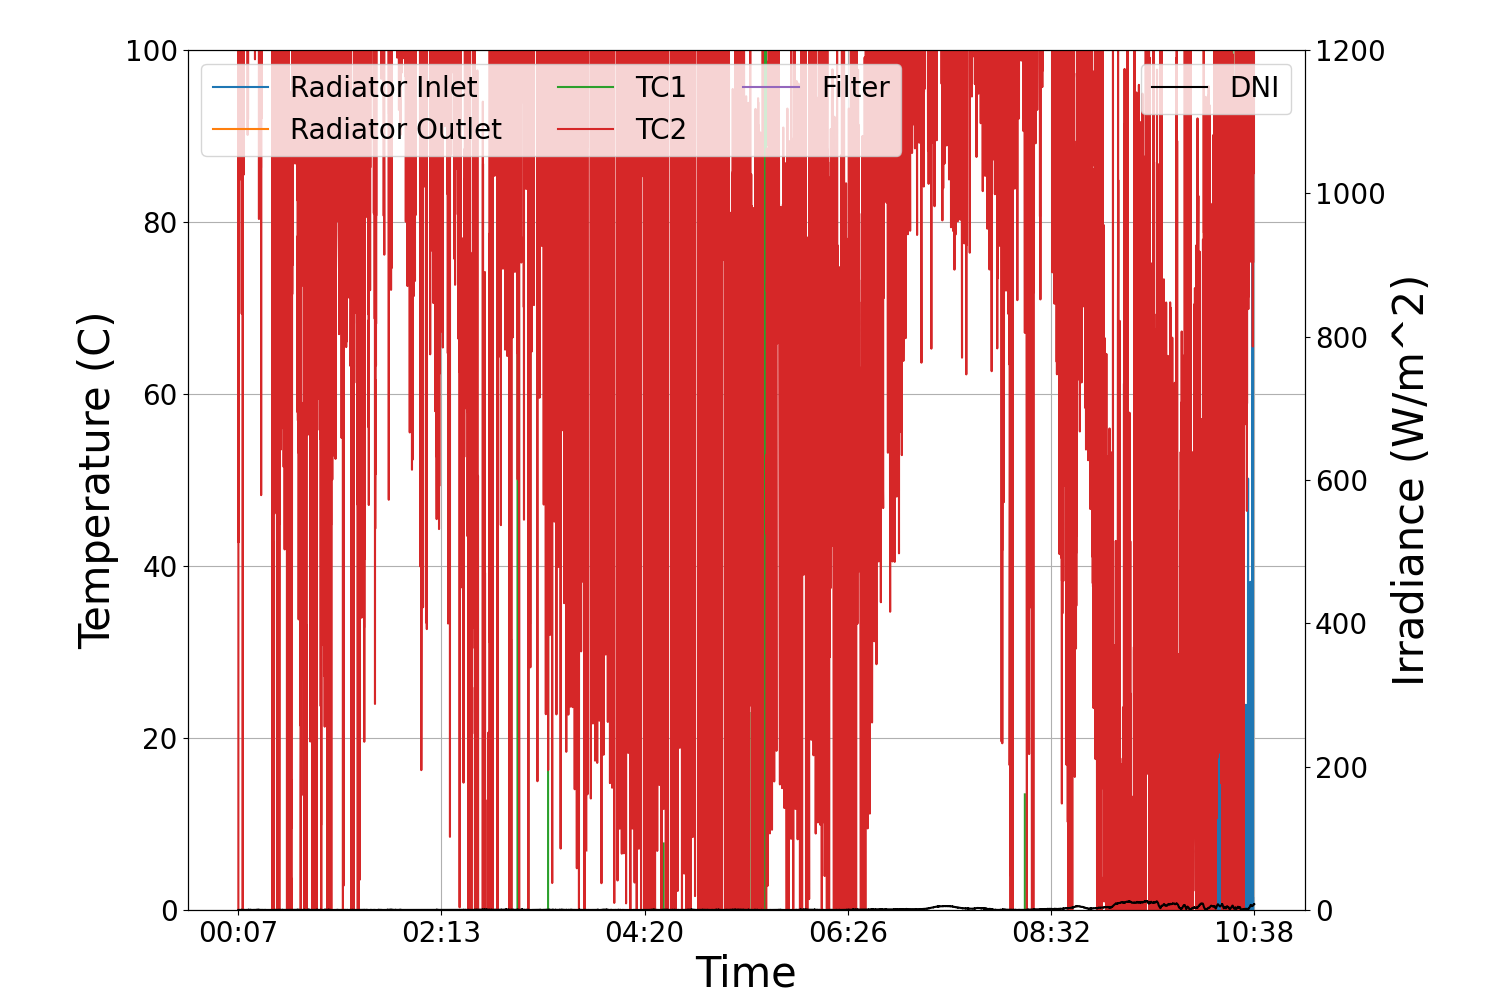 100
80
60
40
20
0
Temperature (C)
Radiator Inlet
Radiator Outlet
TC1
TC2
Filter
DNI
1200
1000
800
600
400
200
0
Irradiance (W/m^2)
00:07 02:13 04:20 06:26 08:32 10:38
Time